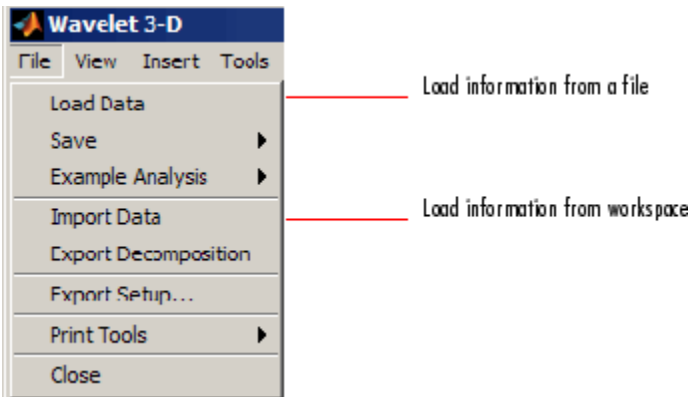 Wavelet 3-D
File View Insert Tools
Load Data
Load information from a file
Save
Example Analysis
Import Data
Load information from workspace
Export Decomposition
Export Setup...
Print Tools
Close